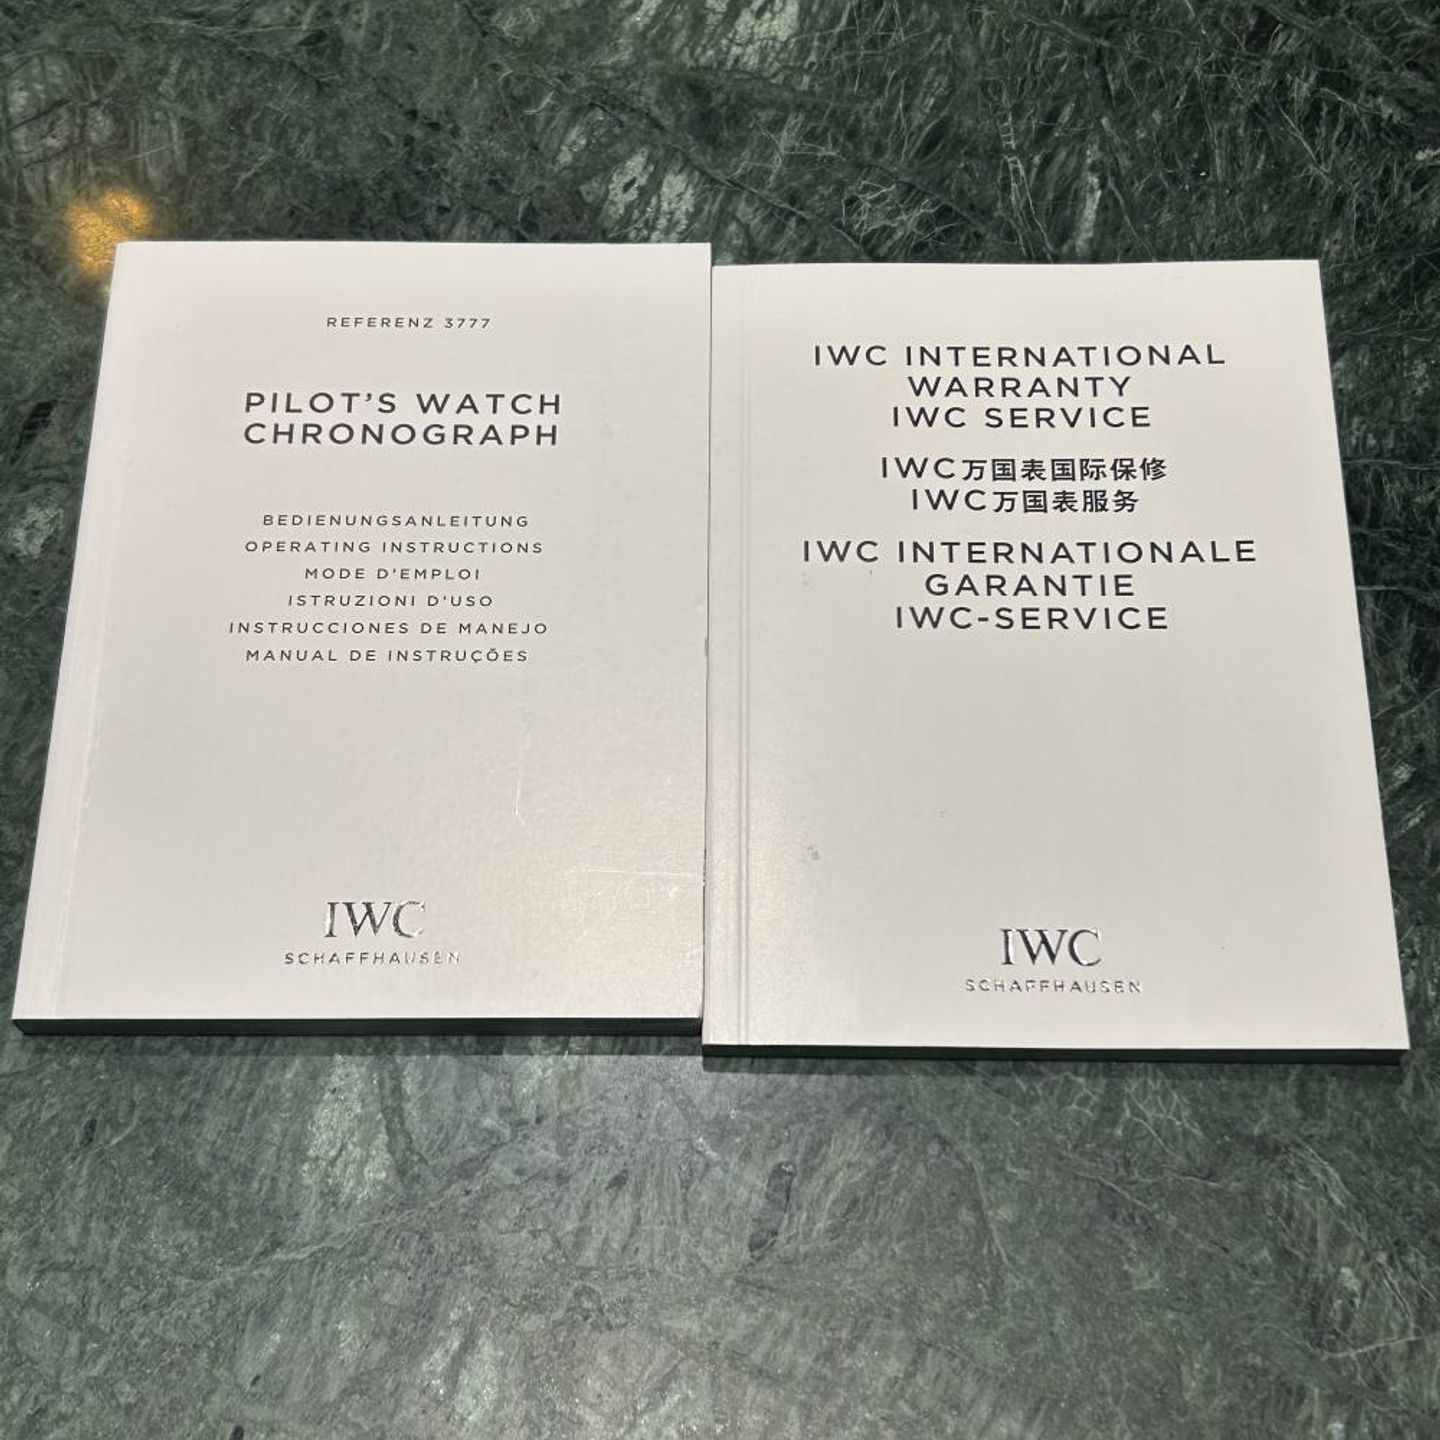 REFERENZ 3777
PILOT'S WATCH
CHRONOGRAPH
BEDIENUNGSANLEITUNG
OPERATING INSTRUCTIONS
MODE D'EMPLOI
ISTRUZIONI D'USO
INSTRUCCIONES DE MANEJO
MANUAL DE INSTRUÇÕES
IWC
SCHAFFHAUSEN
IWC INTERNATIONAL
WARRANTY
IWC SERVICE
IWC万国表国际保修
IWC万国表服务
IWC INTERNATIONALE
GARANTIE
IWC-SERVICE
IWC
SCHAFFHAUSEN